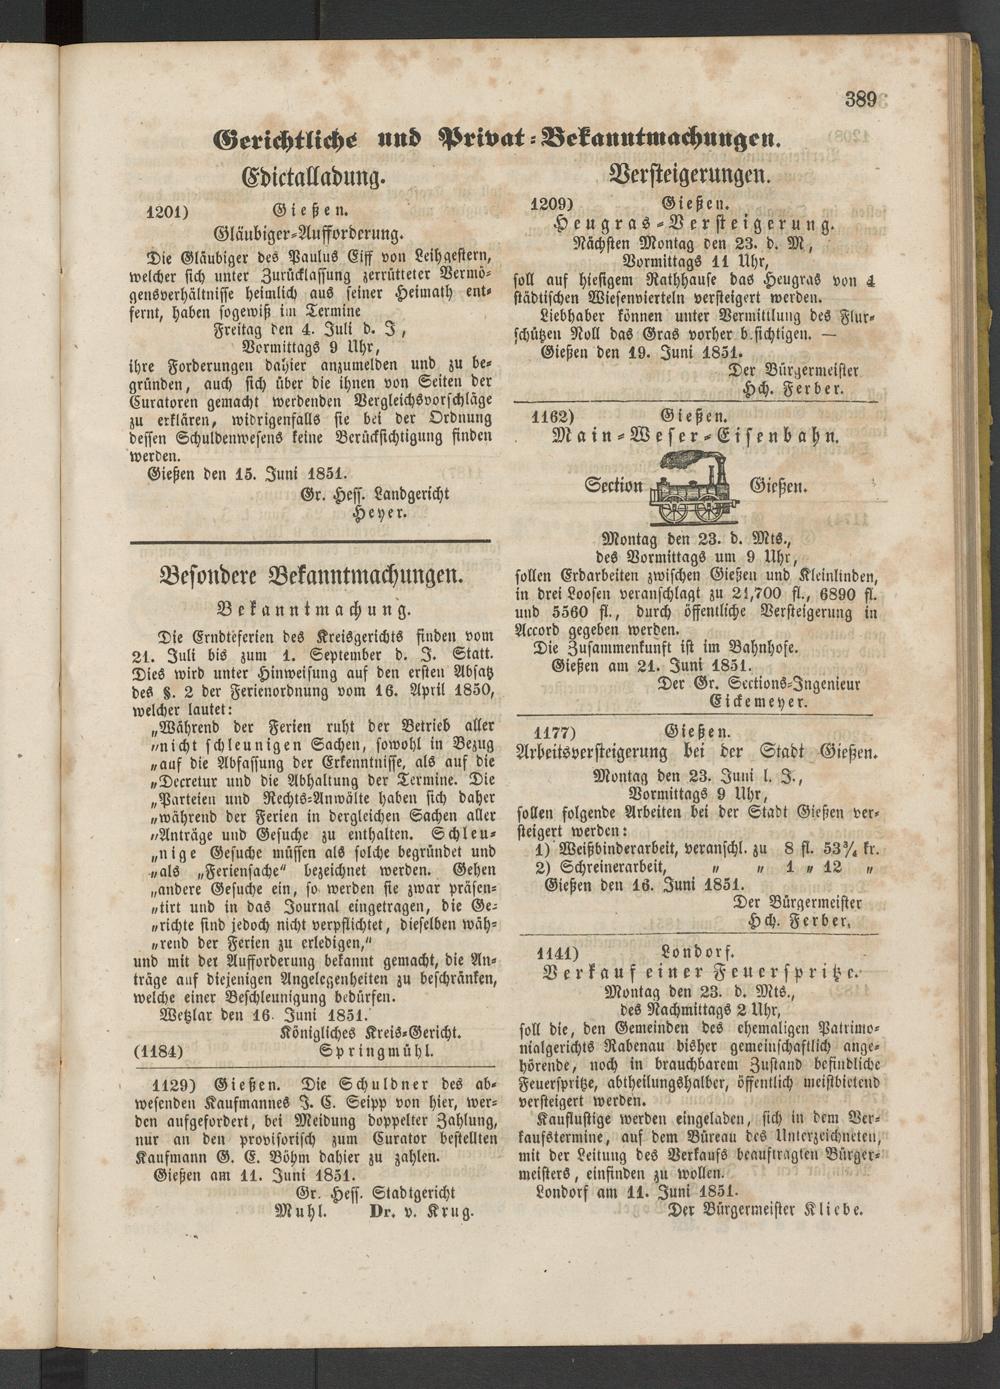 389
Gerichtliche und Privat-Bekanntmachungen.
Edictalladung.
1201) Gießen.
Gläubiger-Aufforderung.
Die Gläubiger des Paulus Eiff von Leihgestern,
welcher sich unter Zurücklassung zerrütteter Vermö-
gensverhältnisse heimlich aus seiner Heimath ent-
fernt, haben sogewiß im Termine
Freitag den 4. Juli d. J,
Vormittags 9 Uhr,
ihre Forderungen dahier anzumelden und zu be-
gründen, auch sich über die ihnen von Seiten der
Curatoren gemacht werdenden Vergleichsvorschläge
zu erklären, widrigenfalls sie bei der Ordnung
dessen Schuldenwesens keine Berücksichtigung finden
werden.
Gießen den 15. Juni 1851.
Gr. Hess. Landgericht
Heyer.
Besondere Bekanntmachungen.
Bekanntmachung.
Die Erndteferien des Kreisgerichts finden vom
21. Juli bis zum 1. September d. J. Statt.
Dies wird unter Hinweisung auf den ersten Absatz
des §. 2 der Ferienordnung vom 16. April 1850,
welcher lautet:
„Während der Ferien ruht der Betrieb aller
„nicht schleunigen Sachen, sowohl in Bezug
„auf die Abfassung der Erkenntnisse, als auf die
„Decretur und die Abhaltung der Termine. Die
„Parteien und Rechts-Anwälte haben sich daher
„während der Ferien in dergleichen Sachen aller
„Anträge und Gesuche zu enthalten. Schleu-
„nige Gesuche müssen als solche begründet und
„als „Feriensache" bezeichnet werden. Gehen
„andere Gesuche ein, so werden sie zwar präsen-
„tirt und in das Journal eingetragen, die Ge-
„richte sind jedoch nicht verpflichtet, dieselben wäh-
„rend der Ferien zu erledigen,"
und mit der Aufforderung bekannt gemacht, die An-
träge auf diejenigen Angelegenheiten zu beschränken,
welche einer Beschleunigung bedürfen.
Wetzlar den 16. Juni 1851.
Königliches Kreis-Gericht.
(1184) Springmühl.
1129) Gießen. Die Schuldner des ab-
wesenden Kaufmannes J. C. Seipp von hier, wer-
den aufgefordert, bei Meidung doppelter Zahlung,
nur an den provisorisch zum Curator bestellten
Kaufmann G. E. Böhm dahier zu zahlen.
Gießen am 11. Juni 1851.
Gr. Hess. Stadtgericht
Muhl. Dr. v. Krug.
Versteigerungen.
1209) Gießen.
Heugras-Versteigerung.
Nächsten Montag den 23. d. M,
Vormittags 11 Uhr,
soll auf hiesigem Rathhause das Heugras von 4
städtischen Wiesenvierteln versteigert werden.
Liebhaber können unter Vermittlung des Flur-
schützen Noll das Gras vorher b.sichtigen. —
Gießen den 19. Juni 1851.
Der Bürgermeister
Hch. Ferber.
1162) Gießen.
Main-Weser-Eisenbahn.
Section Gießen.
Montag den 23. d. Mts.,
des Vormittags um 9 Uhr,
sollen Erdarbeiten zwischen Gießen und Kleinlinden,
in drei Loosen veranschlagt zu 21,700 fl., 6890 fl.
und 5560 fl., durch öffentliche Versteigerung in
Accord gegeben werden.
Die Zusammenkunft ist im Bahnhofe.
Gießen am 21. Juni 1851.
Der Gr. Sections-Ingenieur
Eickemeyer.
1177) Gießen.
Arbeitsversteigerung bei der Stadt Gießen.
Montag den 23. Juni l. J.,
Vormittags 9 Uhr,
sollen folgende Arbeiten bei der Stadt Gießen ver-
steigert werden:
1) Weißbinderarbeit, veranschl. zu 8 fl. 53¾ kr.
2) Schreinerarbeit, „ „ 1 „ 12 „
Gießen den 16. Juni 1851.
Der Bürgermeister
Hch. Ferber.
1141) Londorf.
Verkauf einer Feuerspritze.
Montag den 23. d. Mts.,
des Nachmittags 2 Uhr,
soll die, den Gemeinden des ehemaligen Patrimo-
nialgerichts Rabenau bisher gemeinschaftlich ange-
hörende, noch in brauchbarem Zustand befindliche
Feuerspritze, abtheilungshalber, öffentlich meistbietend
versteigert werden.
Kauflustige werden eingeladen, sich in dem Ver-
kaufstermine, auf dem Büreau des Unterzeichneten,
mit der Leitung des Verkaufs beauftragten Bürger-
meisters, einfinden zu wollen.
Londorf am 11. Juni 1851.
Der Bürgermeister Kliebe.